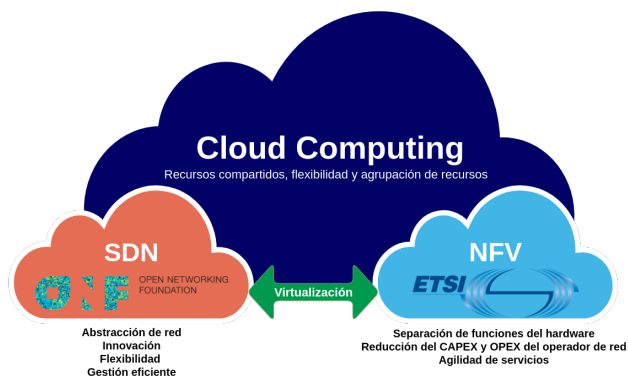 Cloud Computing
Recursos compartidos, flexibilidad y agrupación de recursos
SDN
ONF OPEN NETWORKING
FOUNDATION
Virtualización
NFV
ETSI
Abstracción de red
Innovación
Flexibilidad
Gestión eficiente
Separación de funciones del hardware
Reducción del CAPEX y OPEX del operador de red
Agilidad de servicios